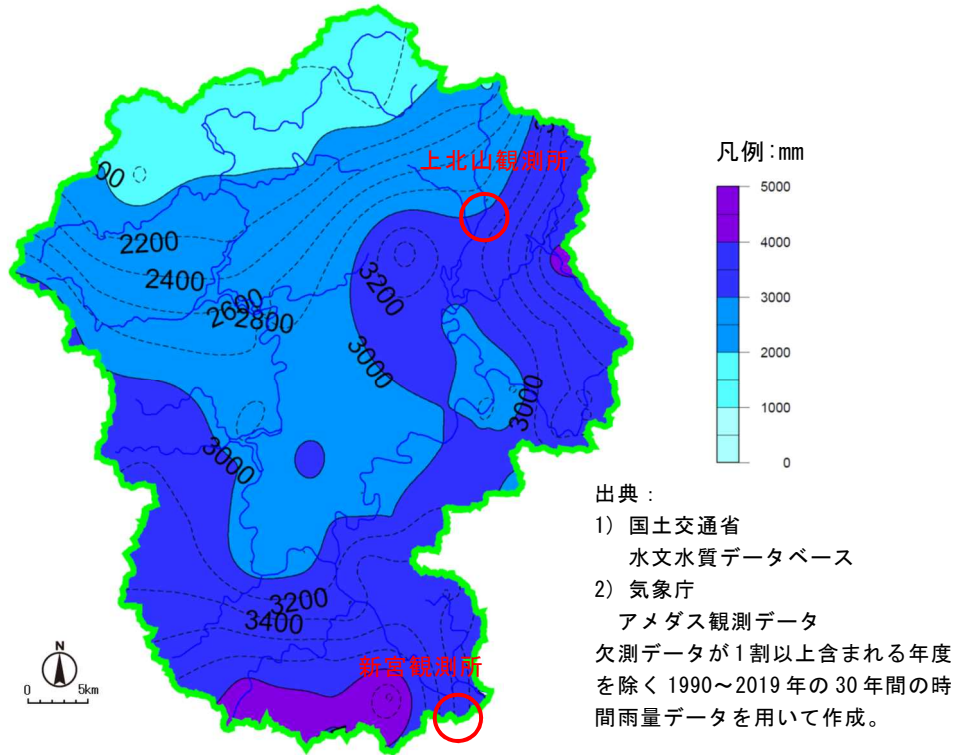 凡例:mm
5000
4000
3000
2000
1000
0
上北山観測所
00
2200
2400
2600
2800
3200
3000
3000
3000
3200
3400
新宮観測所
N
0 5km
出典:
1) 国土交通省
水文水質データベース
2) 気象庁
アメダス観測データ
欠測データが1割以上含まれる年度
を除く1990~2019年の30年間の時
間雨量データを用いて作成。